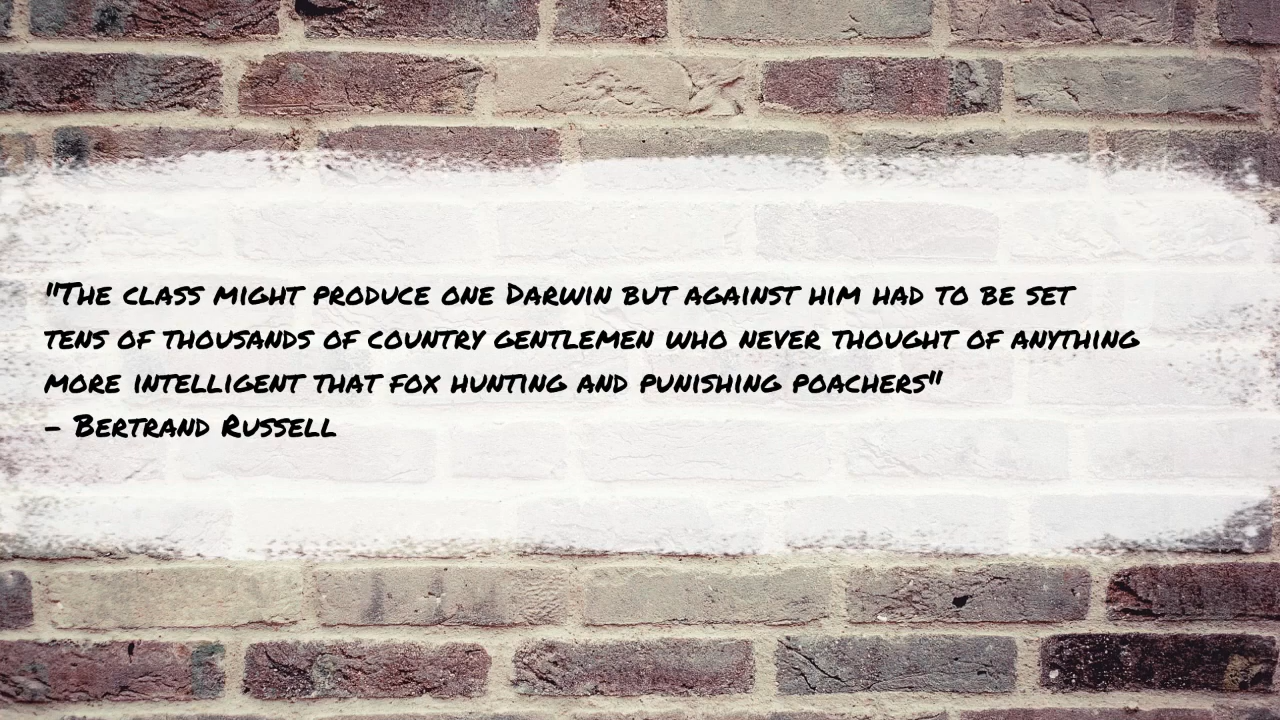 "The class might produce one Darwin but against him had to be set
tens of thousands of country gentlemen who never thought of anything
more intelligent that fox hunting and punishing poachers"
- Bertrand Russell